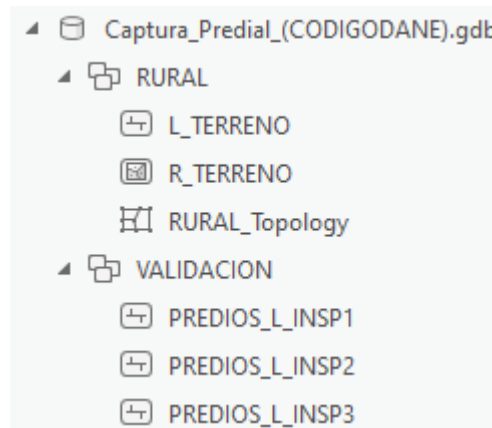 Captura_Predial_(CODIGODANE).gdb
RURAL
L_TERRENO
R_TERRENO
RURAL_Topology
VALIDACION
PREDIOS_L_INSP1
PREDIOS_L_INSP2
PREDIOS_L_INSP3